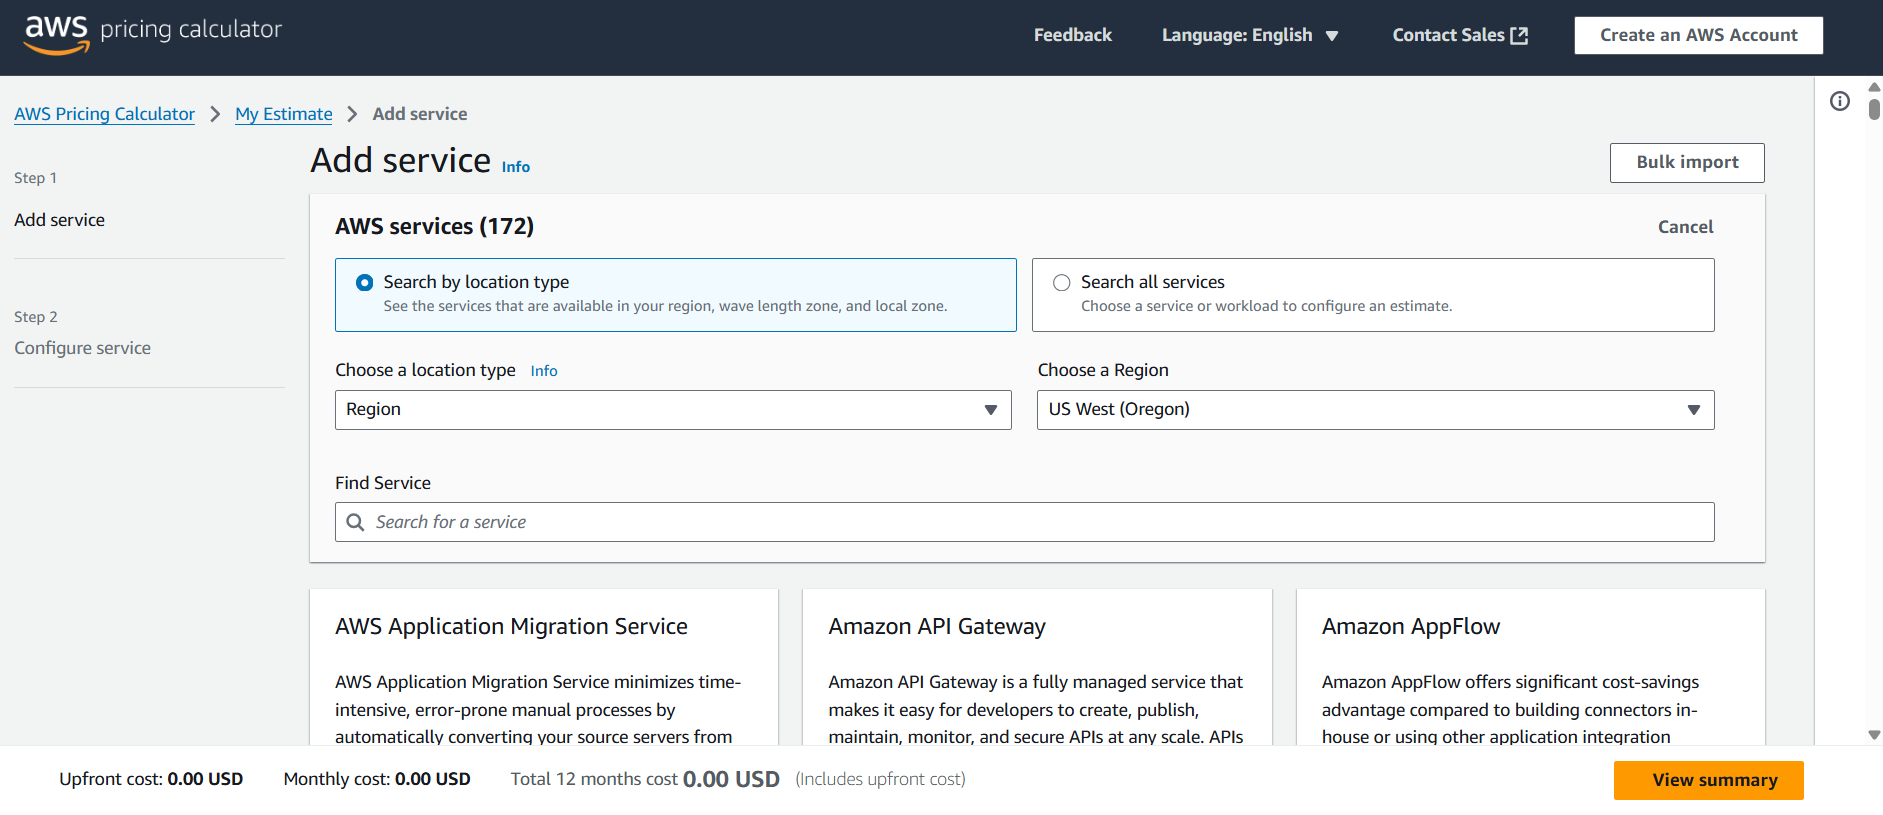 aws pricing calculator
Feedback
Language: English
Contact Sales
Create an AWS Account
AWS Pricing Calculator
My Estimate
Add service
Step 1
Add service
Step 2
Configure service
Add service Info
Bulk import
AWS services (172)
Cancel
Search by location type
See the services that are available in your region, wave length zone, and local zone.
Search all services
Choose a service or workload to configure an estimate.
Choose a location type Info
Region
Choose a Region
US West (Oregon)
Find Service
Search for a service
AWS Application Migration Service
AWS Application Migration Service minimizes time-
intensive, error-prone manual processes by
automatically converting your source servers from
Amazon API Gateway
Amazon API Gateway is a fully managed service that
makes it easy for developers to create, publish,
maintain, monitor, and secure APIs at any scale. APIs
Amazon AppFlow
Amazon AppFlow offers significant cost-savings
advantage compared to building connectors in-
house or using other application integration
Upfront cost: 0.00 USD
Monthly cost: 0.00 USD
Total 12 months cost 0.00 USD (Includes upfront cost)
View summary